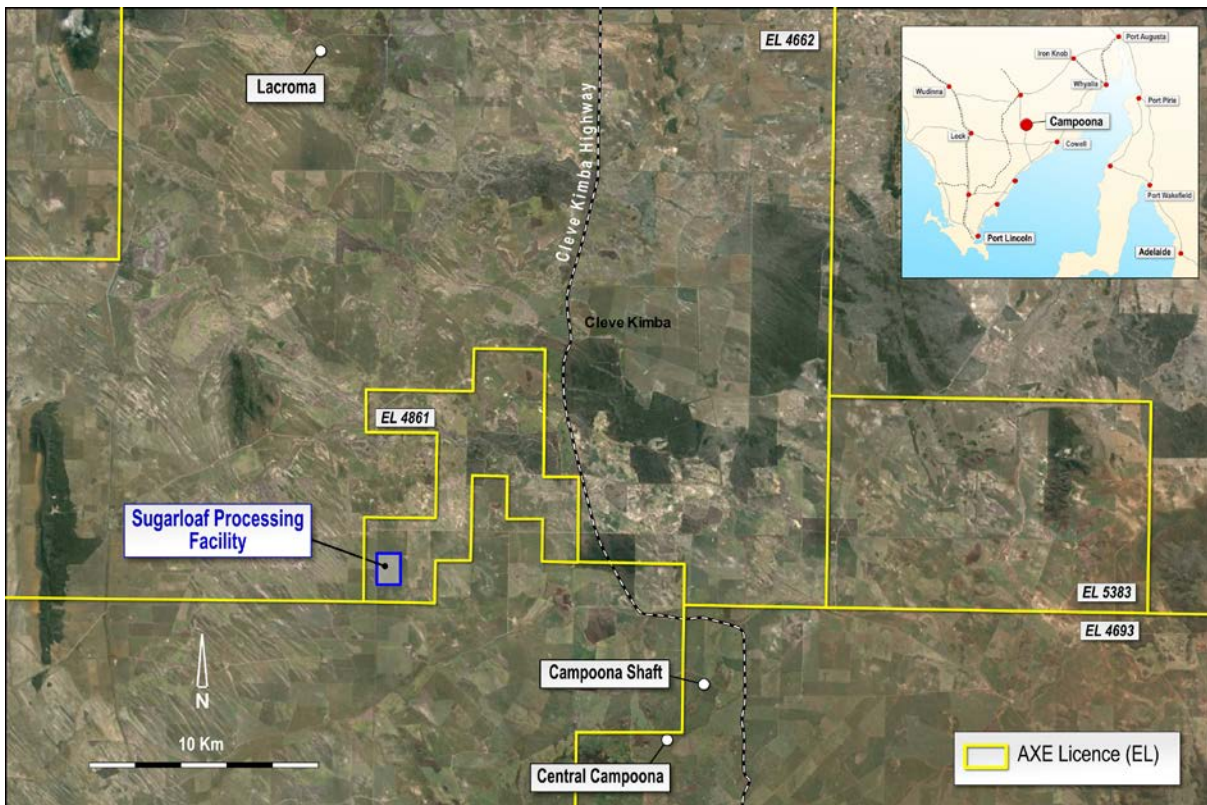 EL 4662
Lacroma
Cleve Kimba Highway
Port Augusta
Iron Knob
Whyalla
Wudinna
Port Pirie
Campoona
Lock
Cowell
Port Wakefield
Port Lincoln
Adelaide
Cleve Kimba
EL 4861
Sugarloaf Processing
Facility
EL 5383
EL 4693
Campoona Shaft
N
10 Km
Central Campoona
AXE Licence (EL)